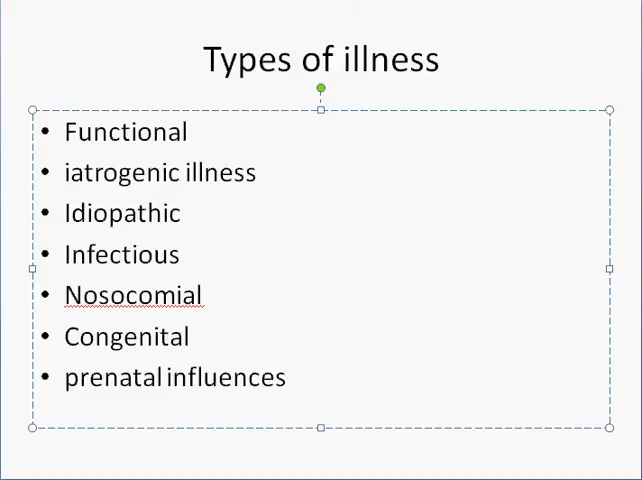 Types of illness
• Functional
• iatrogenic illness
• Idiopathic
• Infectious
• Nosocomial
• Congenital
• prenatal influences